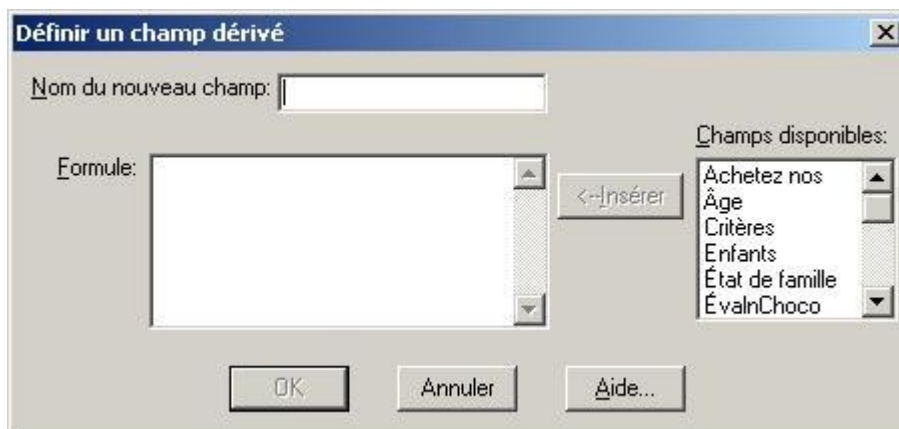 Définir un champ dérivé
Nom du nouveau champ:
Champs disponibles:
Formule:
<--Insérer
Achetez nos
Âge
Critères
Enfants
État de famille
ÉvalnChoco
OK
Annuler
Aide...